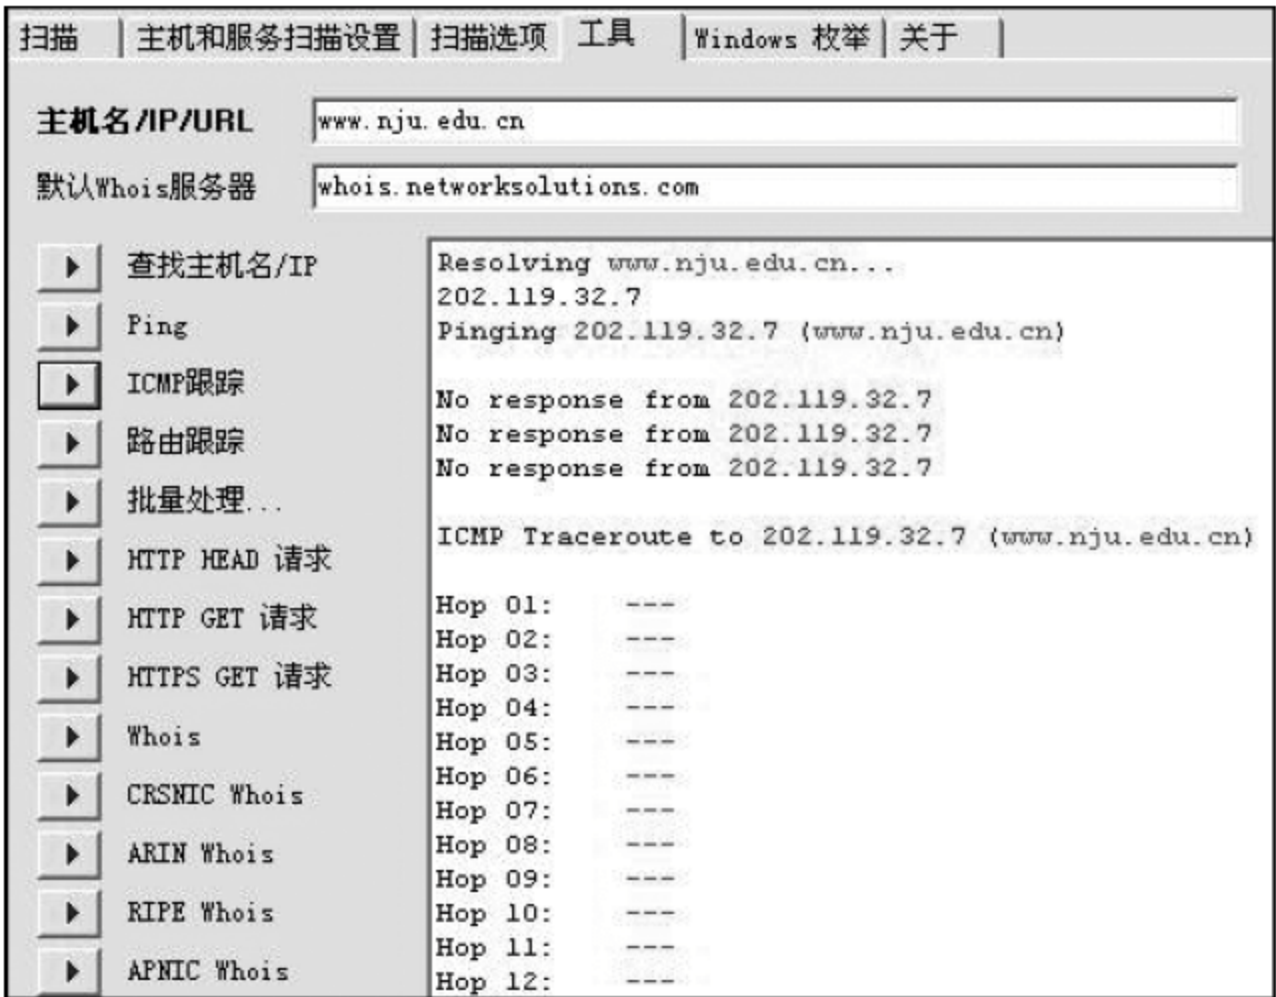 扫描 主机和服务扫描设置 扫描选项 工具 Windows 枚举 关于
主机名/IP/URL www.nju.edu.cn
默认Whois服务器 whois.networksolutions.com
查找主机名/IP
Ping
ICMP跟踪
路由跟踪
批量处理...
HTTP HEAD 请求
HTTP GET 请求
HTTPS GET 请求
Whois
CRSNIC Whois
ARIN Whois
RIPE Whois
APNIC Whois
Resolving www.nju.edu.cn...
202.119.32.7
Pinging 202.119.32.7 (www.nju.edu.cn)
No response from 202.119.32.7
No response from 202.119.32.7
No response from 202.119.32.7
ICMP Traceroute to 202.119.32.7 (www.nju.edu.cn)
Hop 01: ---
Hop 02: ---
Hop 03: ---
Hop 04: ---
Hop 05: ---
Hop 06: ---
Hop 07: ---
Hop 08: ---
Hop 09: ---
Hop 10: ---
Hop 11: ---
Hop 12: ---